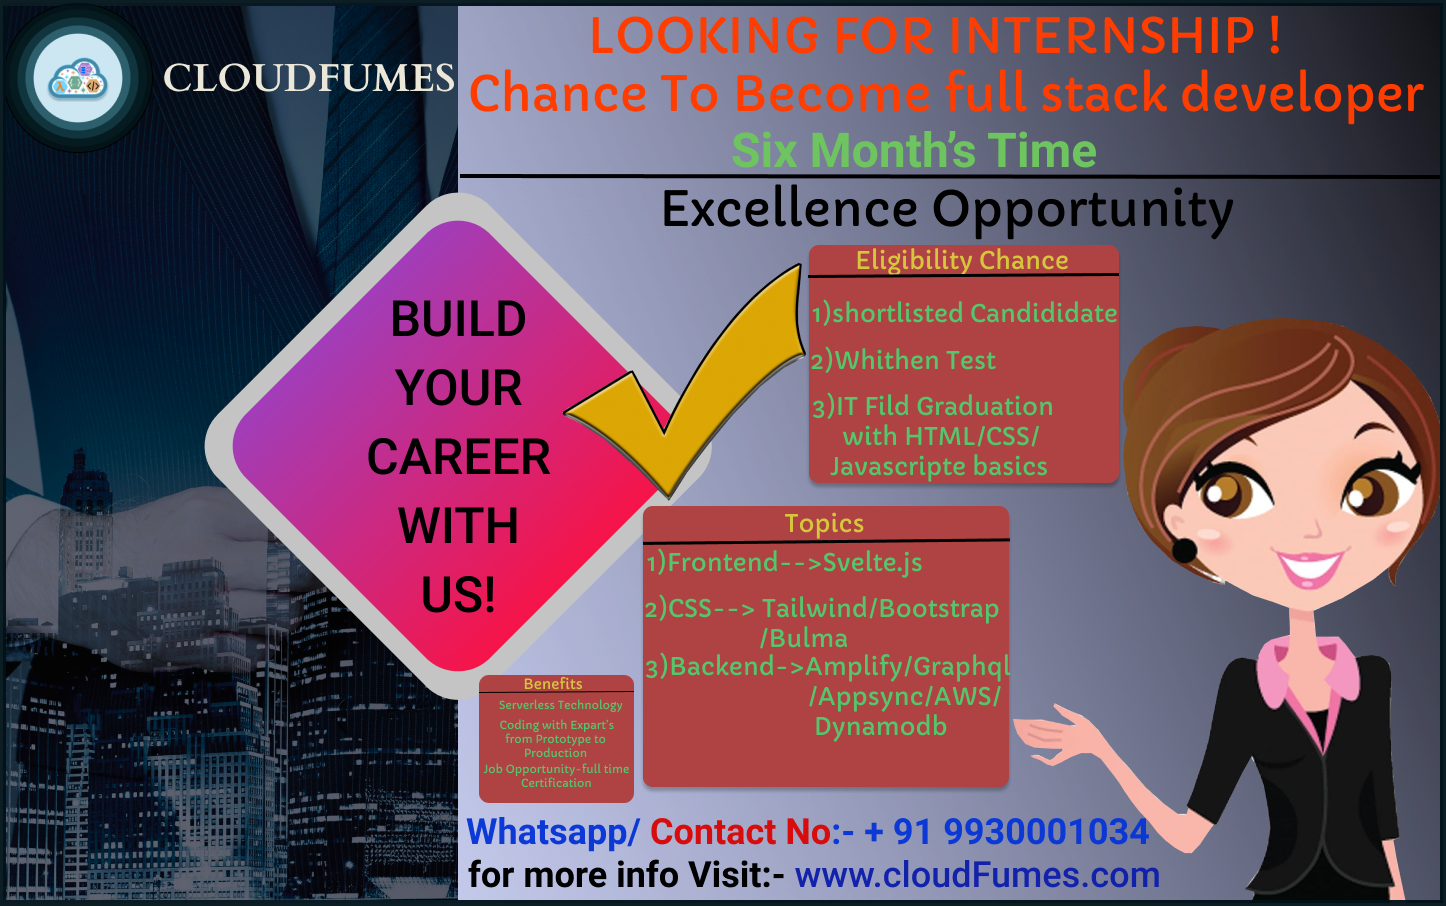 CLOUDFUMES
LOOKING FOR INTERNSHIP !
Chance To Become full stack developer
Six Month's Time
Excellence Opportunity
BUILD
YOUR
CAREER
WITH
US!
Eligibility Chance
1)shortlisted Candididate
2)Whithen Test
3)IT Fild Graduation
with HTML/CSS/
Javascripte basics
Topics
1)Frontend-->Svelte.js
2)CSS--> Tailwind/Bootstrap
/Bulma
3)Backend->Amplify/Graphql
/Appsync/AWS/
Dynamodb
Benefits
Serverless Technology
Coding with Expart's
from Prototype to
Production
Job Opportunity-full time
Certification
Whatsapp/ Contact No:- + 91 9930001034
for more info Visit:- www.cloudFumes.com